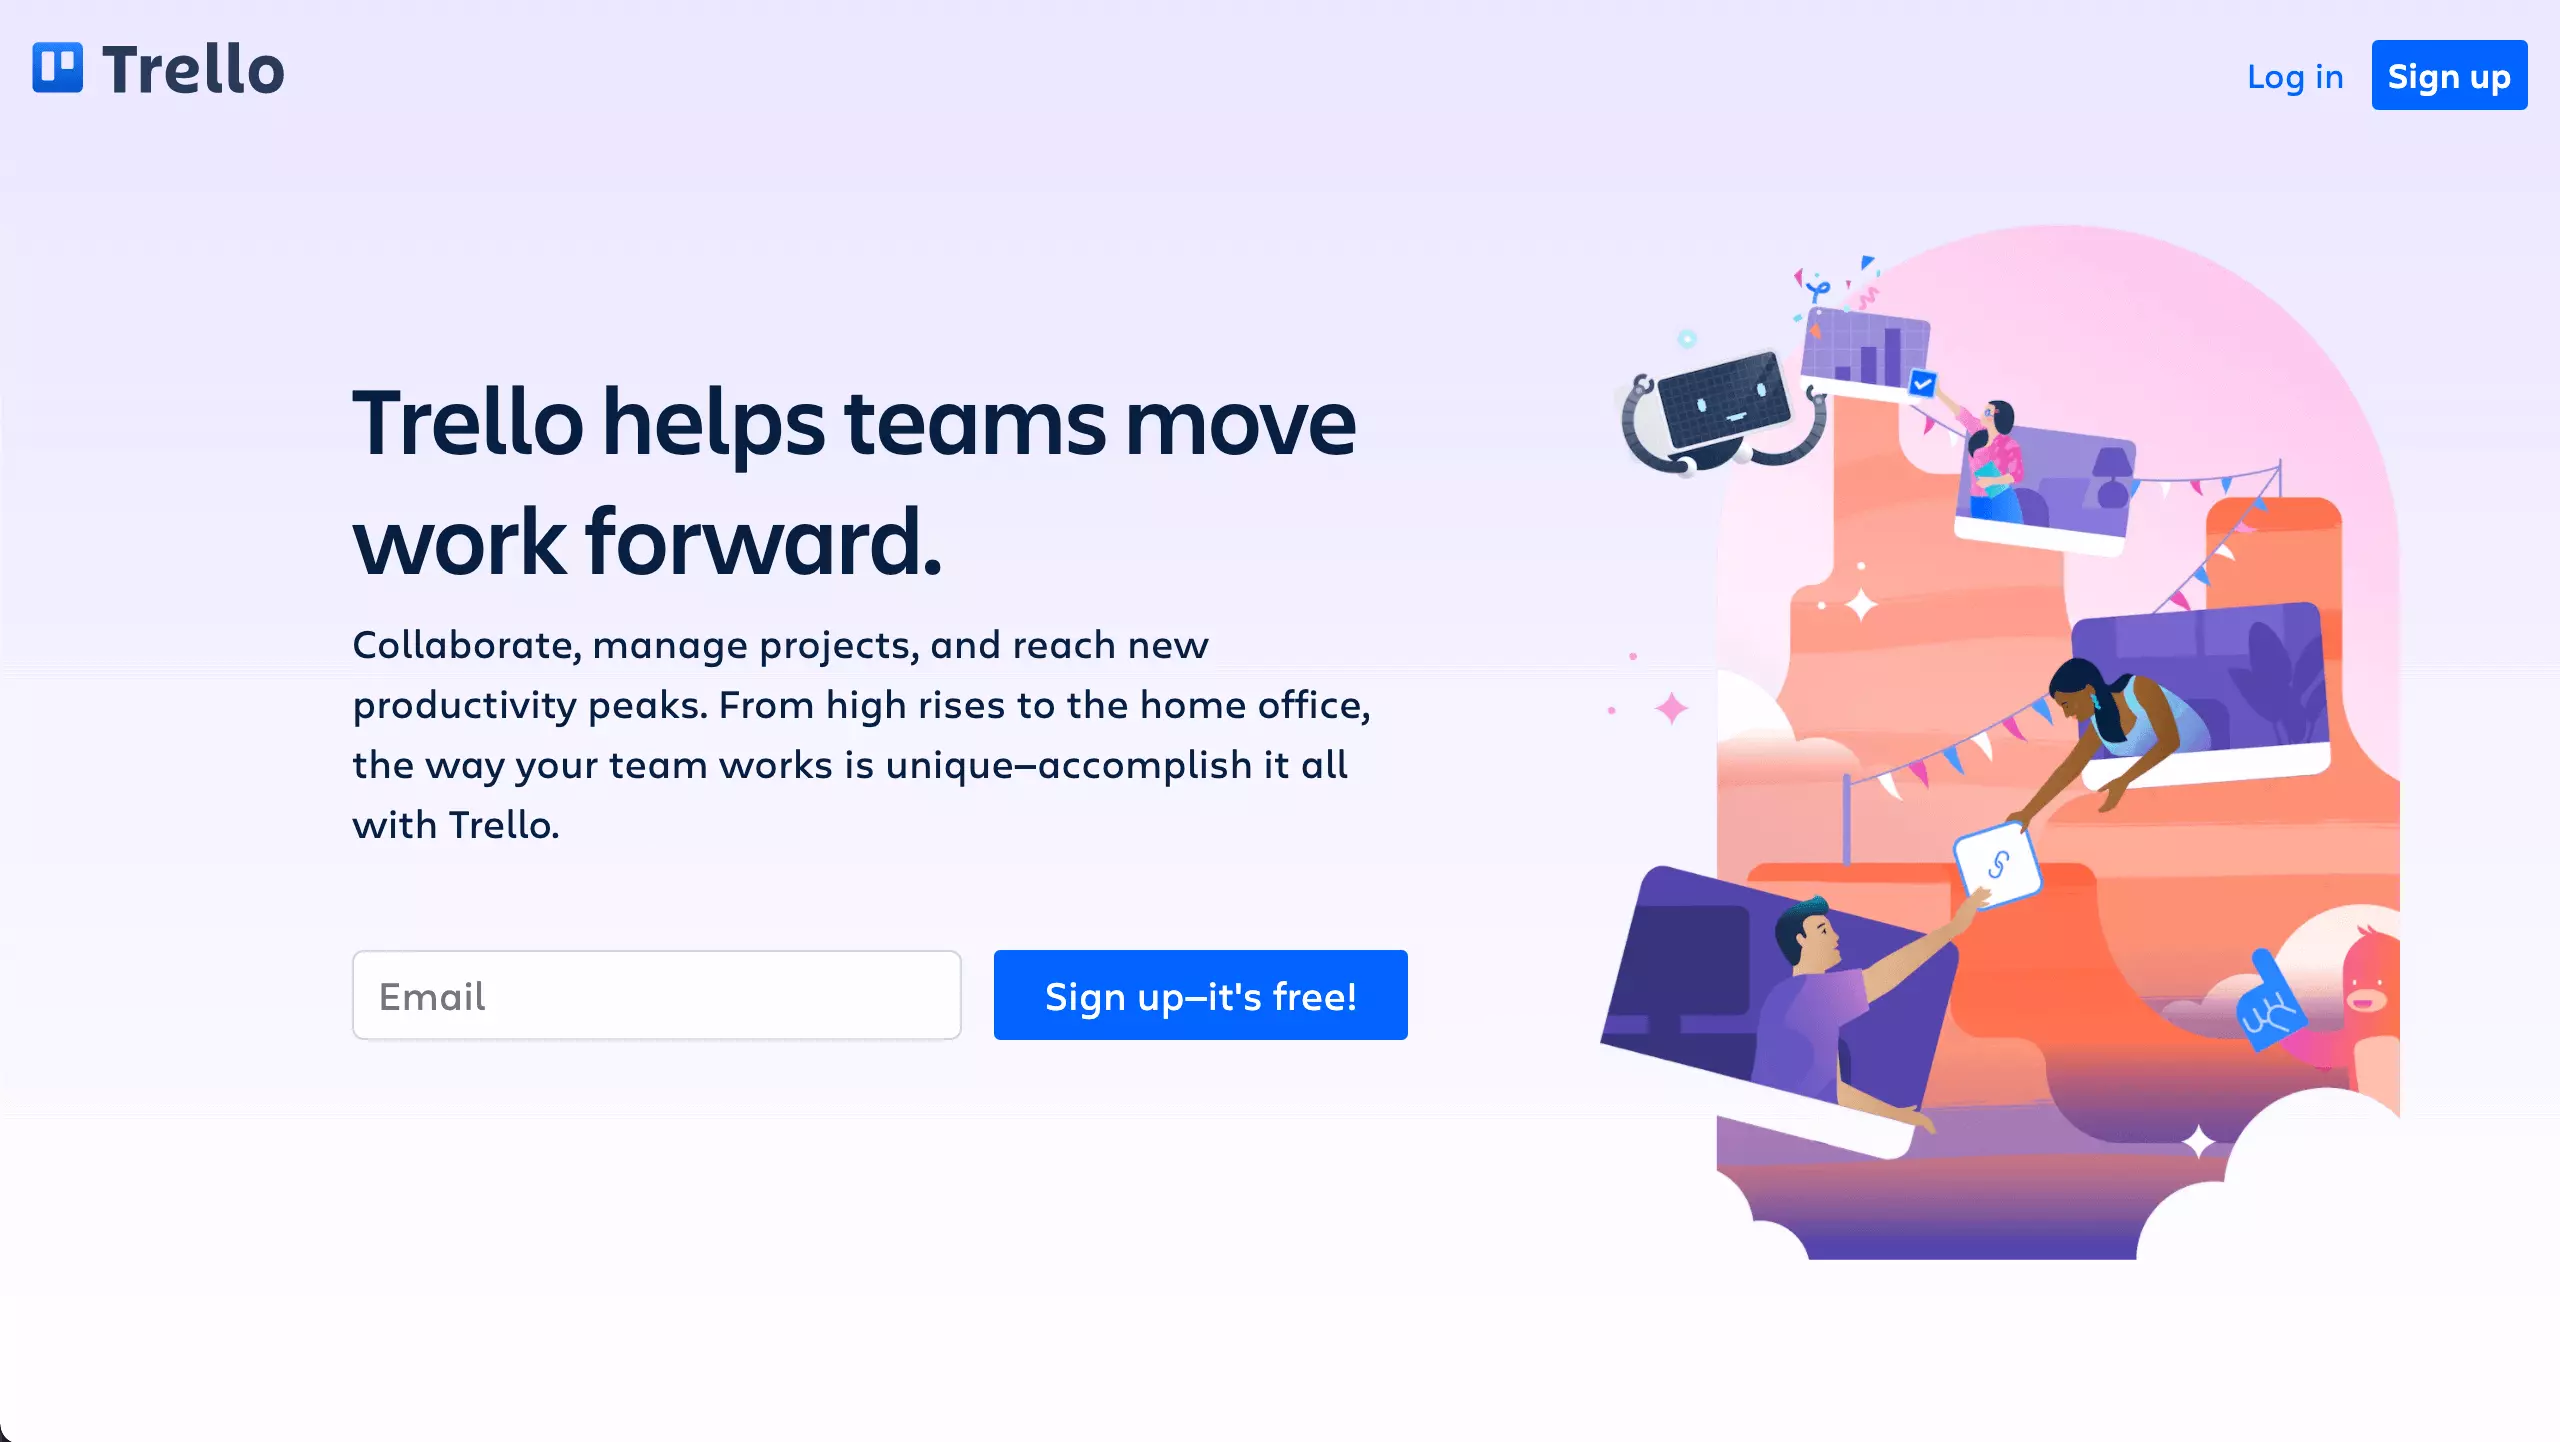 Trello
Log in
Sign up
Trello helps teams move
work forward.
Collaborate, manage projects, and reach new
productivity peaks. From high rises to the home office,
the way your team works is unique—accomplish it all
with Trello.
Email
Sign up—it's free!